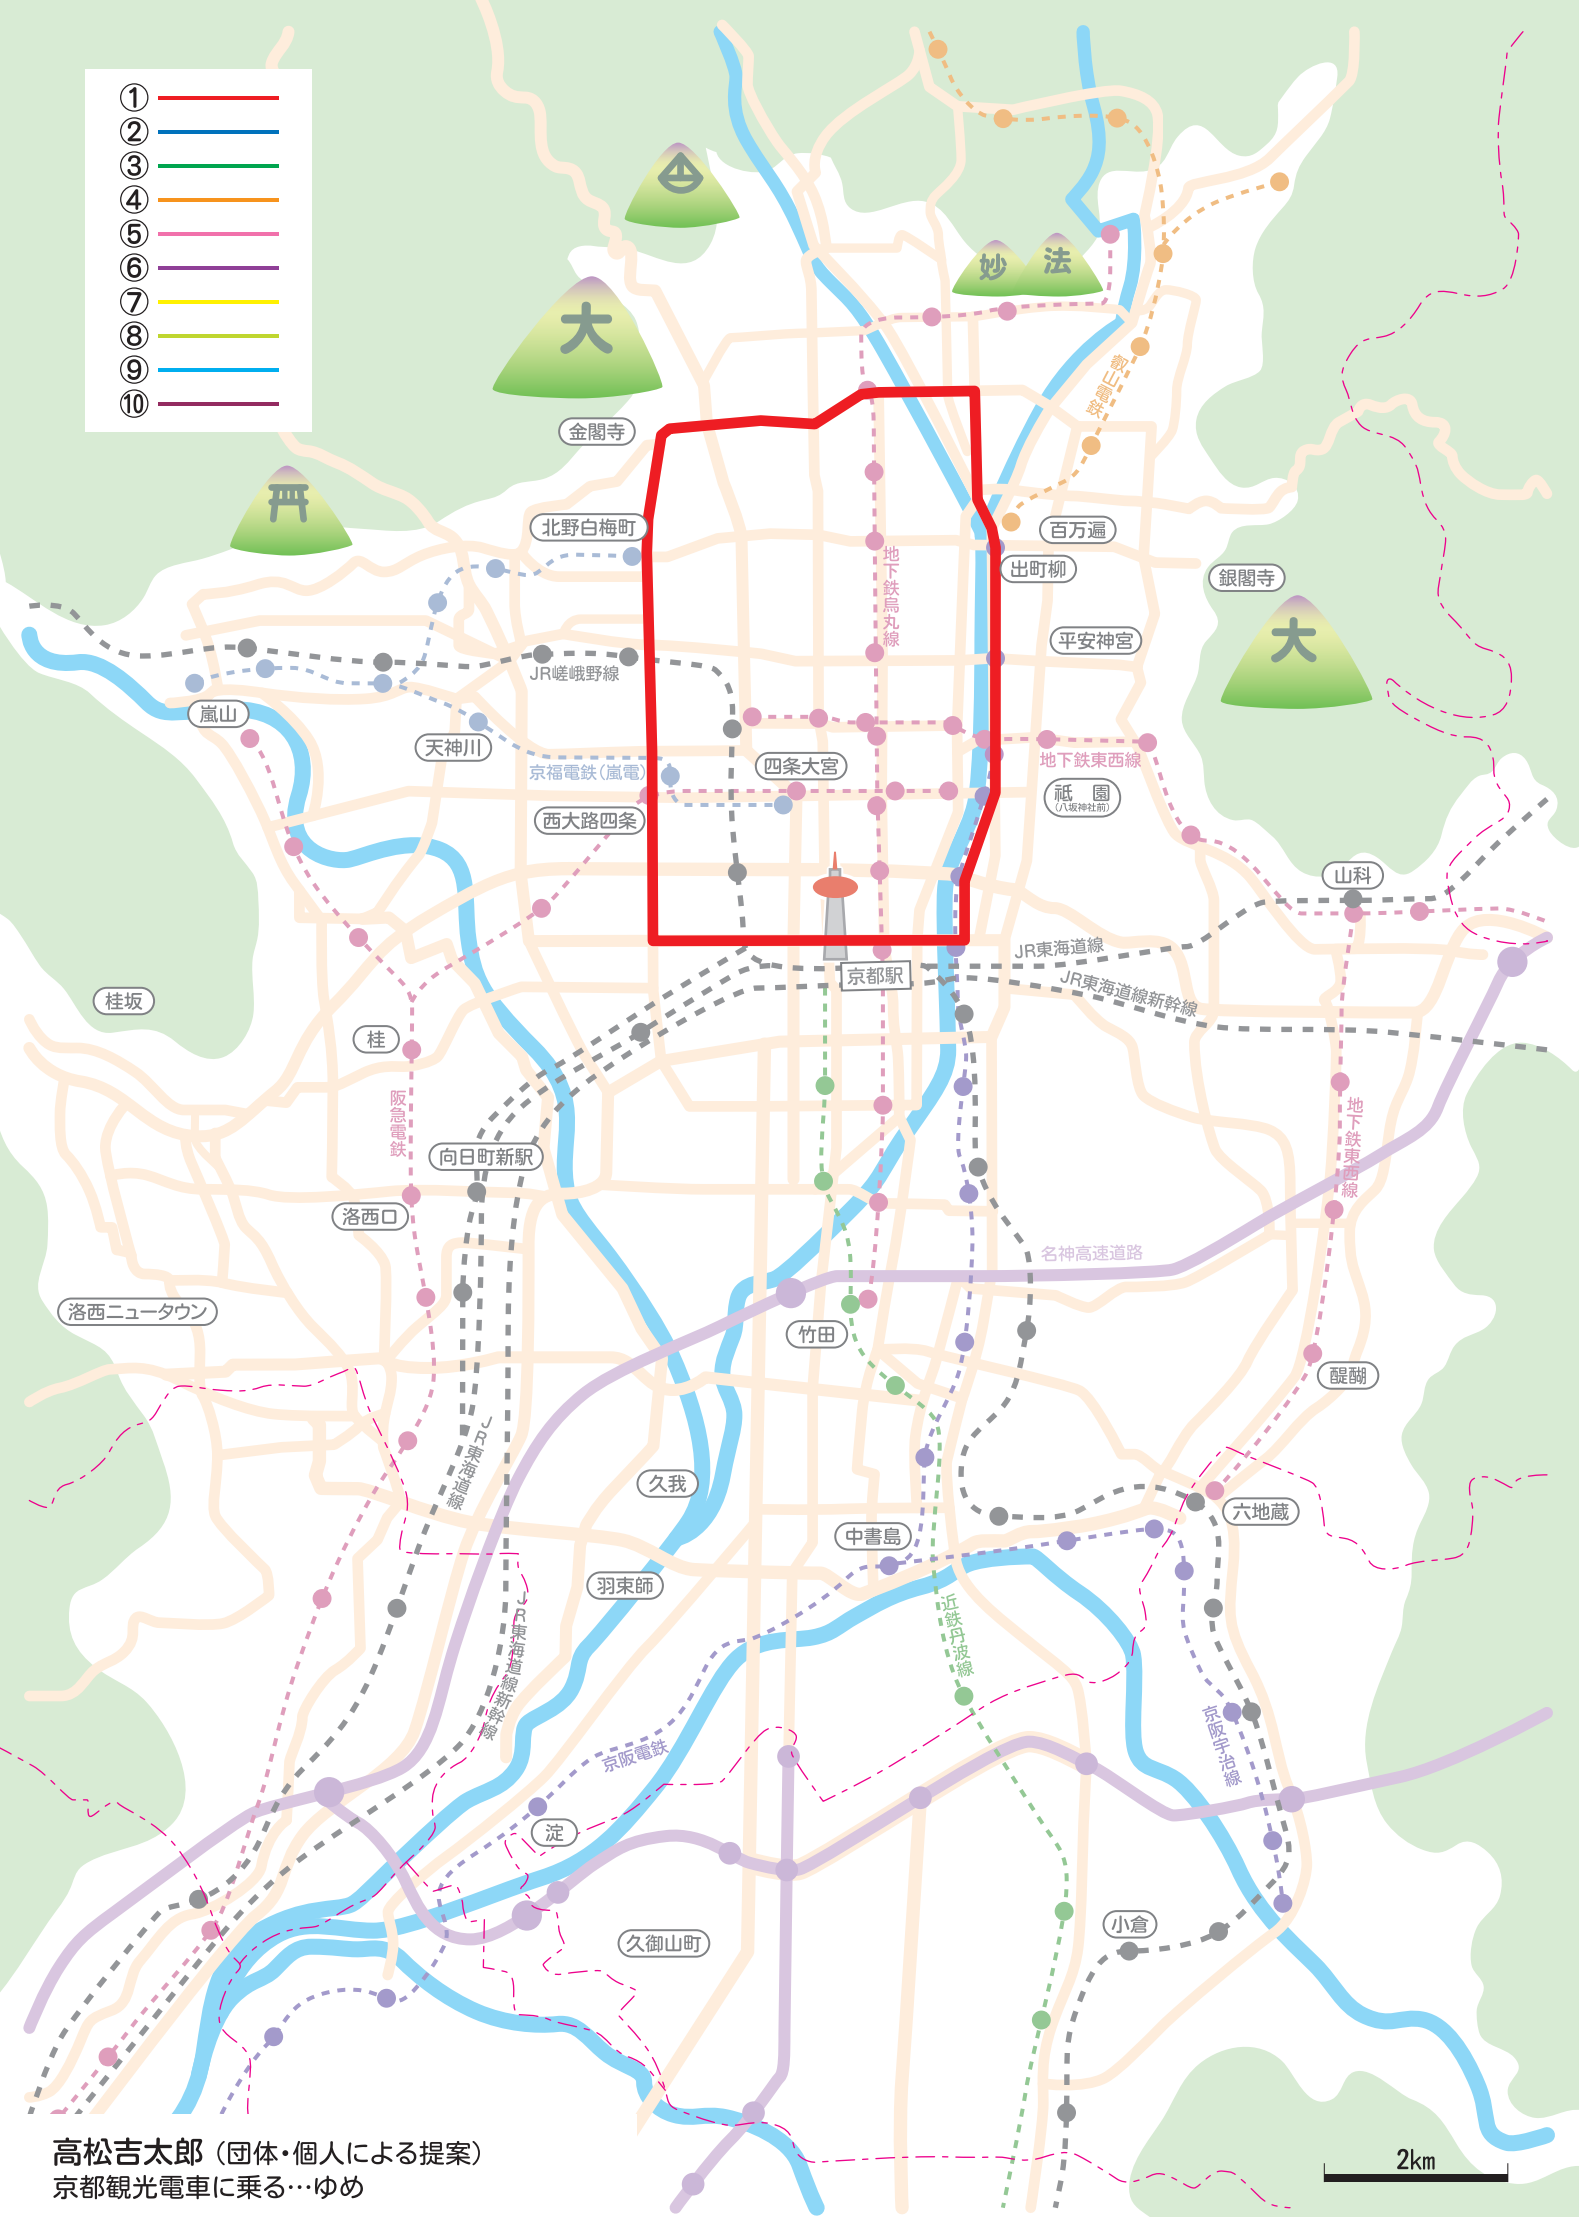 ①
②
③
④
⑤
⑥
⑦
⑧
⑨
⑩
妙
法
大
叡山電鉄
金閣寺
北野白梅町
百万遍
出町柳
銀閣寺
地下鉄烏丸線
平安神宮
大
JR嵯峨野線
嵐山
天神川
京福電鉄(嵐電)
四条大宮
地下鉄東西線
祇 園
(八坂神社前)
西大路四条
山科
JR東海道線
京都駅
JR東海道線新幹線
桂坂
桂
阪急電鉄
地下鉄東西線
向日町新駅
洛西口
名神高速道路
洛西ニュータウン
竹田
醍醐
JR東海道線
久我
六地蔵
中書島
羽束師
近鉄丹波線
JR東海道線新幹線
京阪宇治線
京阪電鉄
淀
小倉
久御山町
高松吉太郎(団体・個人による提案)
京都観光電車に乗る…ゆめ
2km